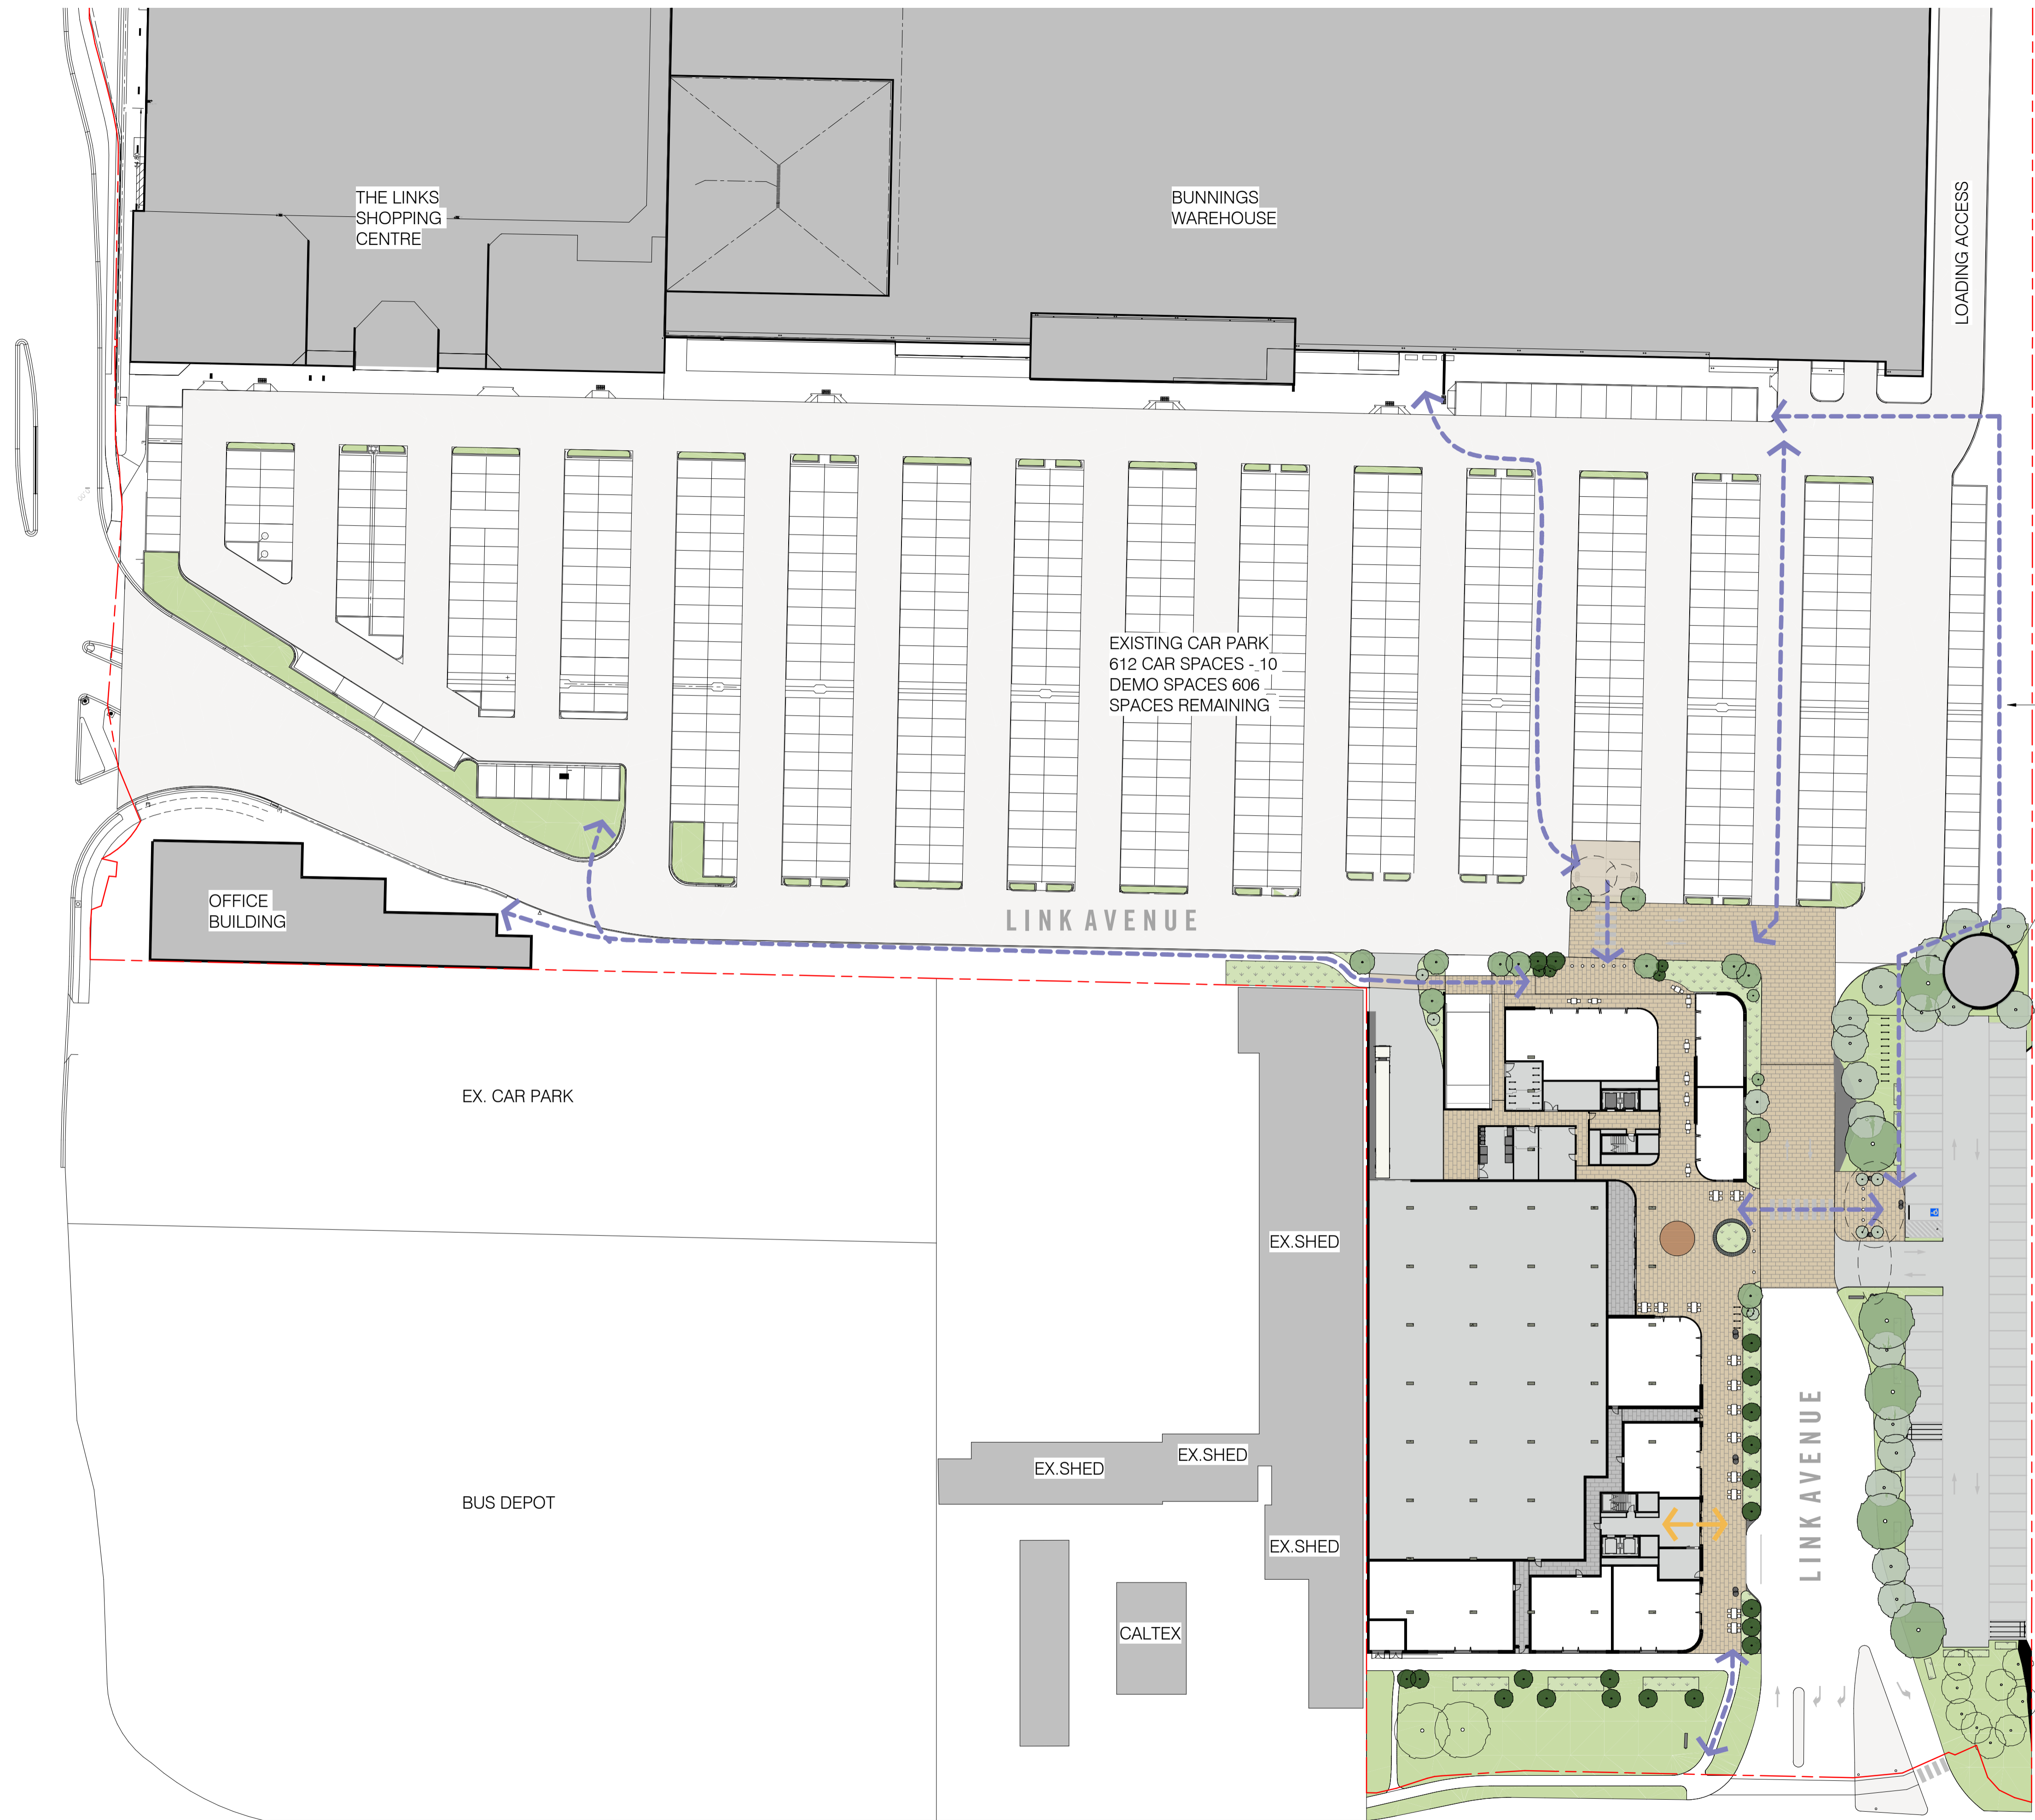 THE LINKS
SHOPPING
CENTRE
BUNNINGS
WAREHOUSE
LOADING ACCESS
EXISTING CAR PARK
612 CAR SPACES - 10
DEMO SPACES 606
SPACES REMAINING
OFFICE
BUILDING
LINK AVENUE
EX. CAR PARK
EX.SHED
EX.SHED
EX.SHED
BUS DEPOT
EX.SHED
LINK AVENUE
CALTEX